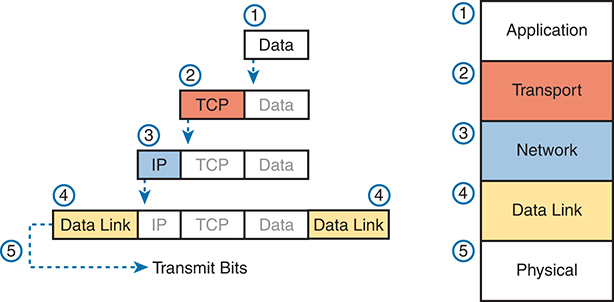 1
Data
2
TCP Data
3
IP TCP Data
4 4
Data Link IP TCP Data Data Link
5
Transmit Bits
1
Application
2
Transport
3
Network
4
Data Link
5
Physical